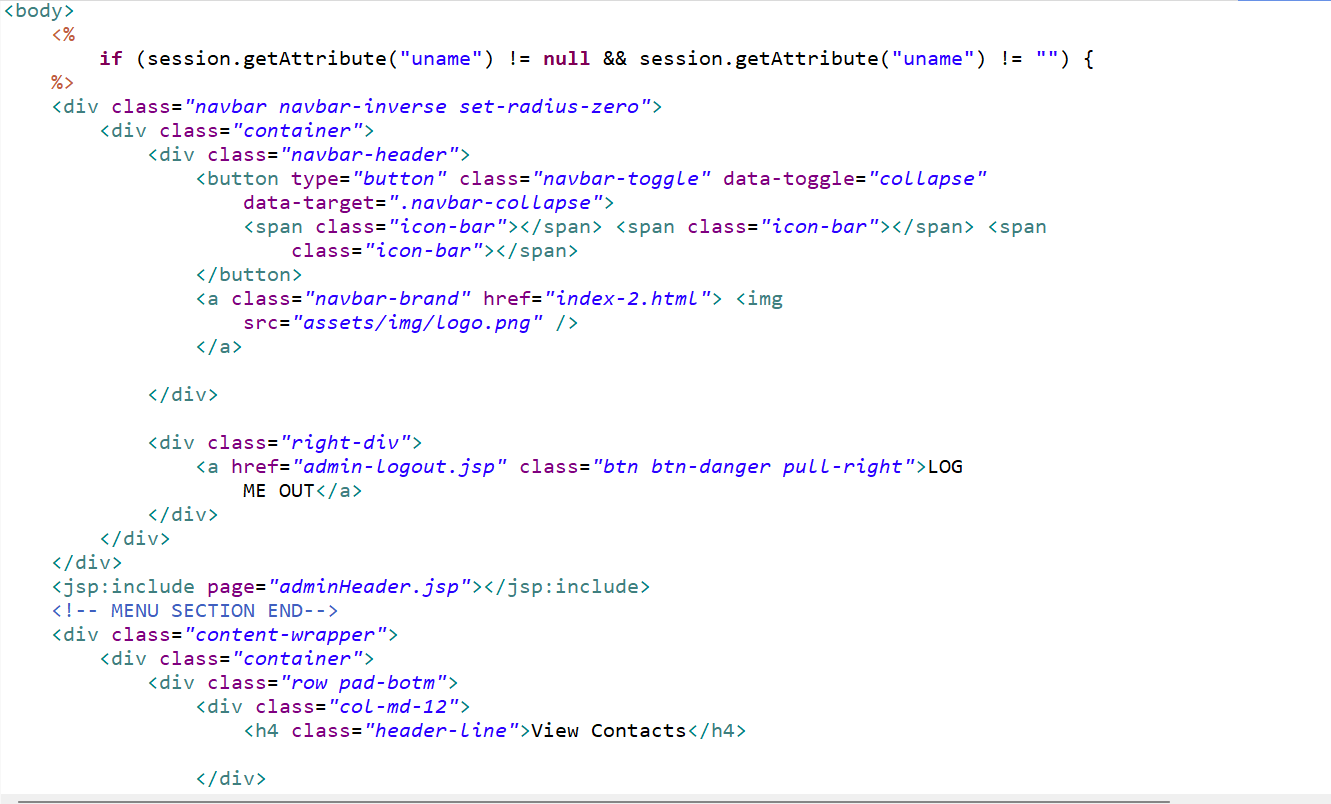 <body>
    <%
        if (session.getAttribute("uname") != null && session.getAttribute("uname") != "") {
    %>
    <div class="navbar navbar-inverse set-radius-zero">
        <div class="container">
            <div class="navbar-header">
                <button type="button" class="navbar-toggle" data-toggle="collapse"
                    data-target=".navbar-collapse">
                    <span class="icon-bar"></span> <span class="icon-bar"></span> <span
                        class="icon-bar"></span>
                </button>
                <a class="navbar-brand" href="index-2.html"> <img
                    src="assets/img/logo.png" />
                </a>

            </div>

            <div class="right-div">
                <a href="admin-logout.jsp" class="btn btn-danger pull-right">LOG
                    ME OUT</a>
            </div>
        </div>
    </div>
    <jsp:include page="adminHeader.jsp"></jsp:include>
    <!-- MENU SECTION END-->
    <div class="content-wrapper">
        <div class="container">
            <div class="row pad-botm">
                <div class="col-md-12">
                    <h4 class="header-line">View Contacts</h4>

                </div>